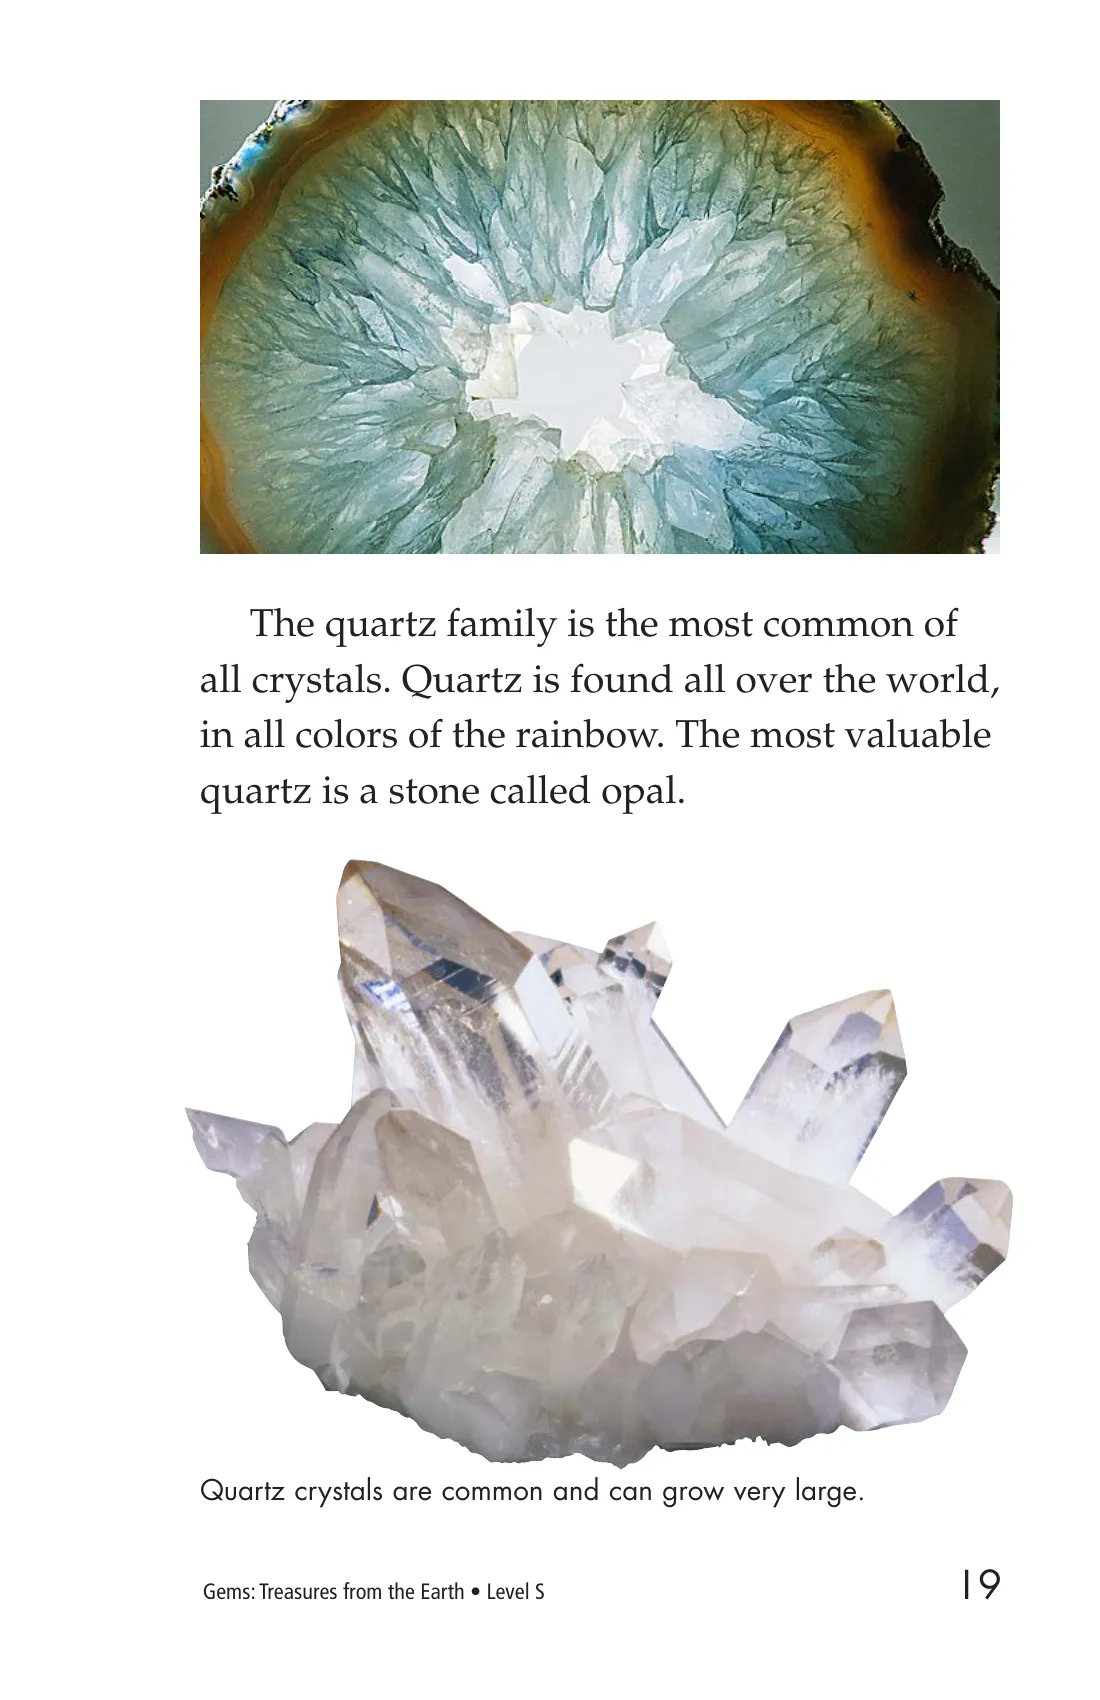 The quartz family is the most common of
all crystals. Quartz is found all over the world,
in all colors of the rainbow. The most valuable
quartz is a stone called opal.
Quartz crystals are common and can grow very large.
Gems: Treasures from the Earth • Level S
19